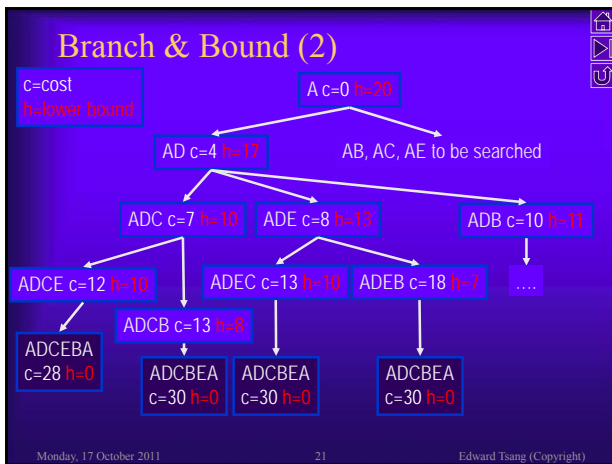 Branch & Bound (2)
c=cost
h=lower bound
A c=0 h=20
AD c=4 h=17
AB, AC, AE to be searched
ADC c=7 h=10
ADE c=8 h=13
ADB c=10 h=11
ADCE c=12 h=10
ADCB c=13 h=8
ADEC c=13 h=10
ADEB c=18 h=7
....
ADCEBA
c=28 h=0
ADCBEA
c=30 h=0
ADCBEA
c=30 h=0
ADCBEA
c=30 h=0
Monday, 17 October 2011
21
Edward Tsang (Copyright)